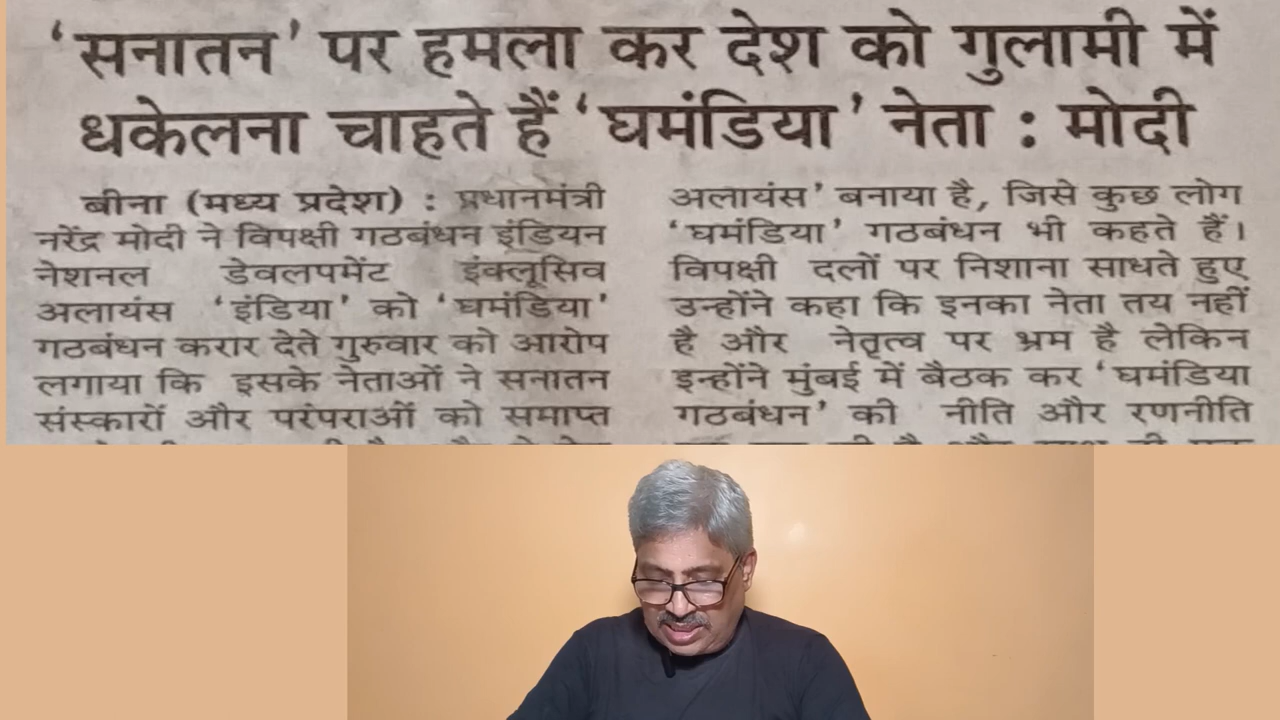 'सनातन' पर हमला कर देश को गुलामी में
धकेलना चाहते हैं 'घमंडिया' नेता : मोदी
बीना (मध्य प्रदेश) : प्रधानमंत्री
नरेंद्र मोदी ने विपक्षी गठबंधन इंडियन
नेशनल डेवलपमेंट इंक्लूसिव
अलायंस 'इंडिया' को 'घमंडिया'
गठबंधन करार देते गुरुवार को आरोप
लगाया कि इसके नेताओं ने सनातन
संस्कारों और परंपराओं को समाप्त
अलायंस' बनाया है, जिसे कुछ लोग
'घमंडिया' गठबंधन भी कहते हैं।
विपक्षी दलों पर निशाना साधते हुए
उन्होंने कहा कि इनका नेता तय नहीं
है और नेतृत्व पर भ्रम है लेकिन
इन्होंने मुंबई में बैठक कर 'घमंडिया
गठबंधन' की नीति और रणनीति